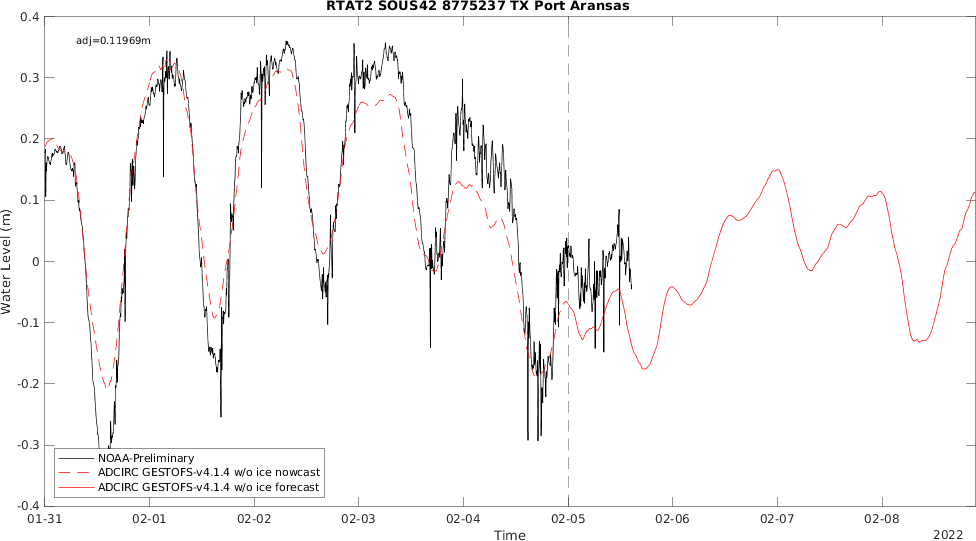 RTAT2 SOUS42 8775237 TX Port Aransas
adj=0.11969m
0.4
0.3
0.2
0.1
0
-0.1
-0.2
-0.3
-0.4
Water Level (m)
NOAA-Preliminary
ADCIRC GESTOFS-v4.1.4 w/o ice nowcast
ADCIRC GESTOFS-v4.1.4 w/o ice forecast
01-31 02-01 02-02 02-03 02-04 02-05 02-06 02-07 02-08
Time
2022